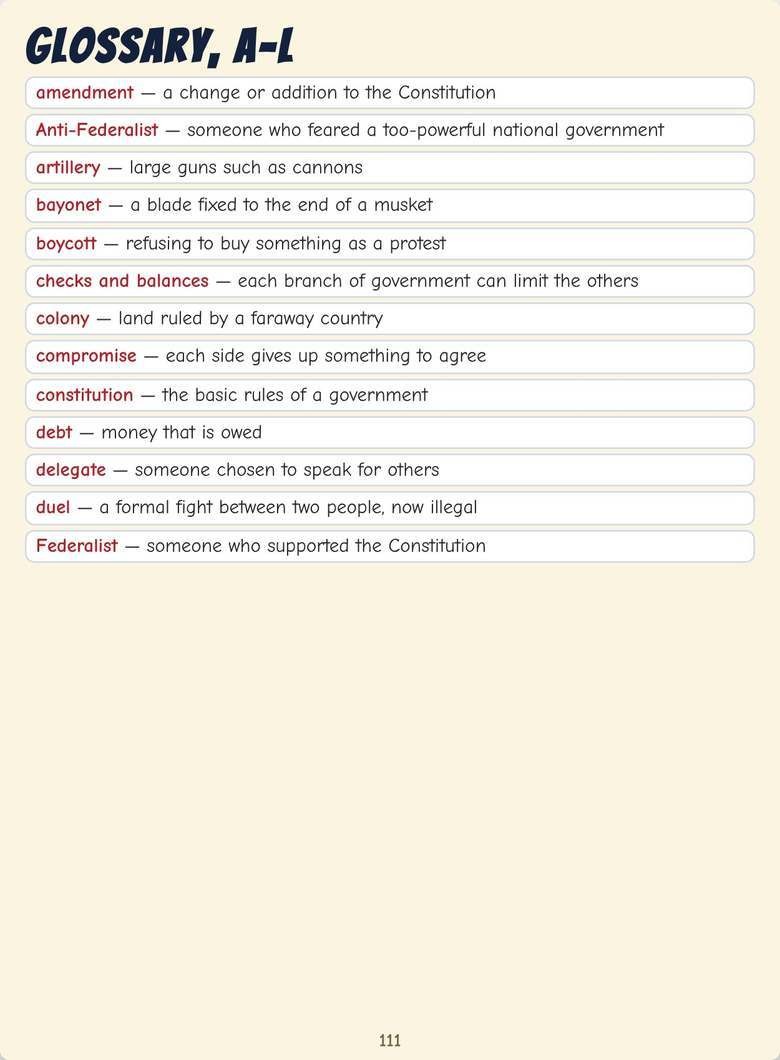 GLOSSARY, A-L
amendment — a change or addition to the Constitution
Anti-Federalist — someone who feared a too-powerful national government
artillery — large guns such as cannons
bayonet — a blade fixed to the end of a musket
boycott — refusing to buy something as a protest
checks and balances — each branch of government can limit the others
colony — land ruled by a faraway country
compromise — each side gives up something to agree
constitution — the basic rules of a government
debt — money that is owed
delegate — someone chosen to speak for others
duel — a formal fight between two people, now illegal
Federalist — someone who supported the Constitution
111